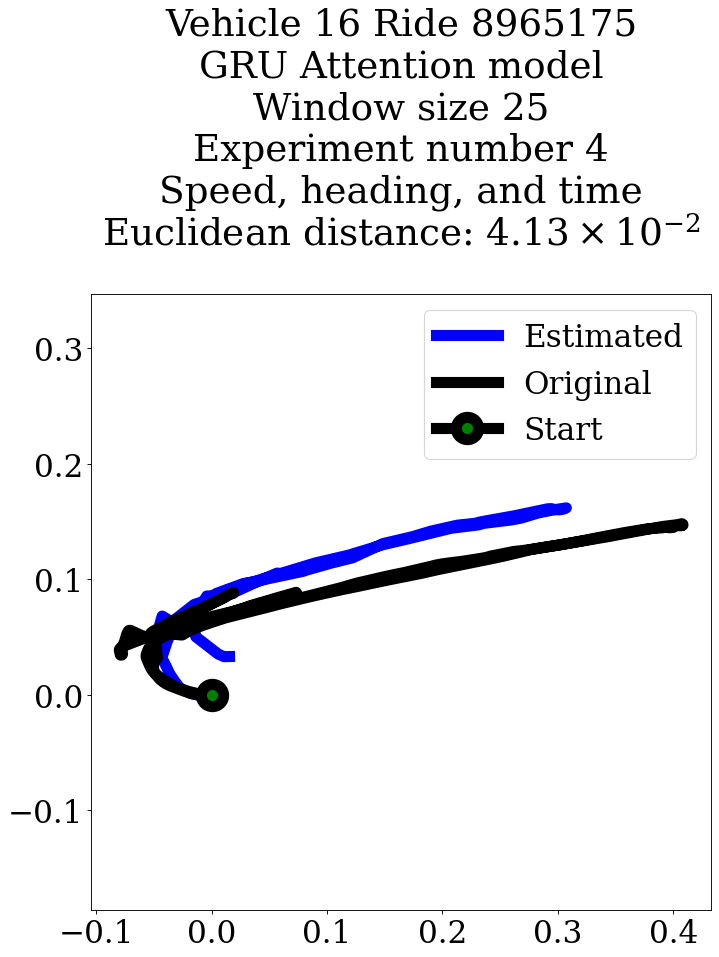 Vehicle 16 Ride 8965175
GRU Attention model
Window size 25
Experiment number 4
Speed, heading, and time
Euclidean distance: 4.13 × 10⁻²
Estimated
Original
Start
0.3
0.2
0.1
0.0
−0.1
−0.1 0.0 0.1 0.2 0.3 0.4